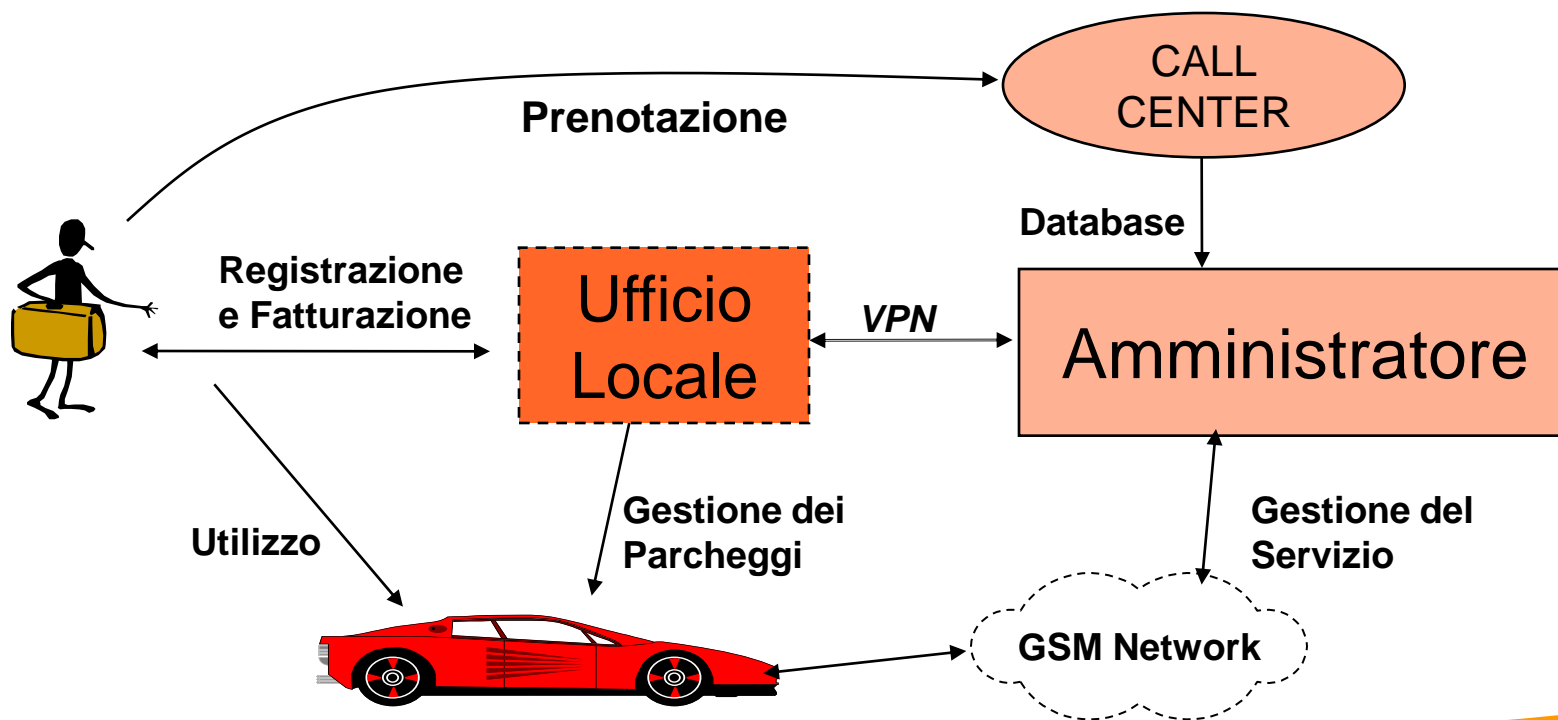 CALL
CENTER
Prenotazione
Database
Registrazione
e Fatturazione
Ufficio
Locale
VPN
Amministratore
Utilizzo
Gestione dei
Parcheggi
Gestione del
Servizio
GSM Network